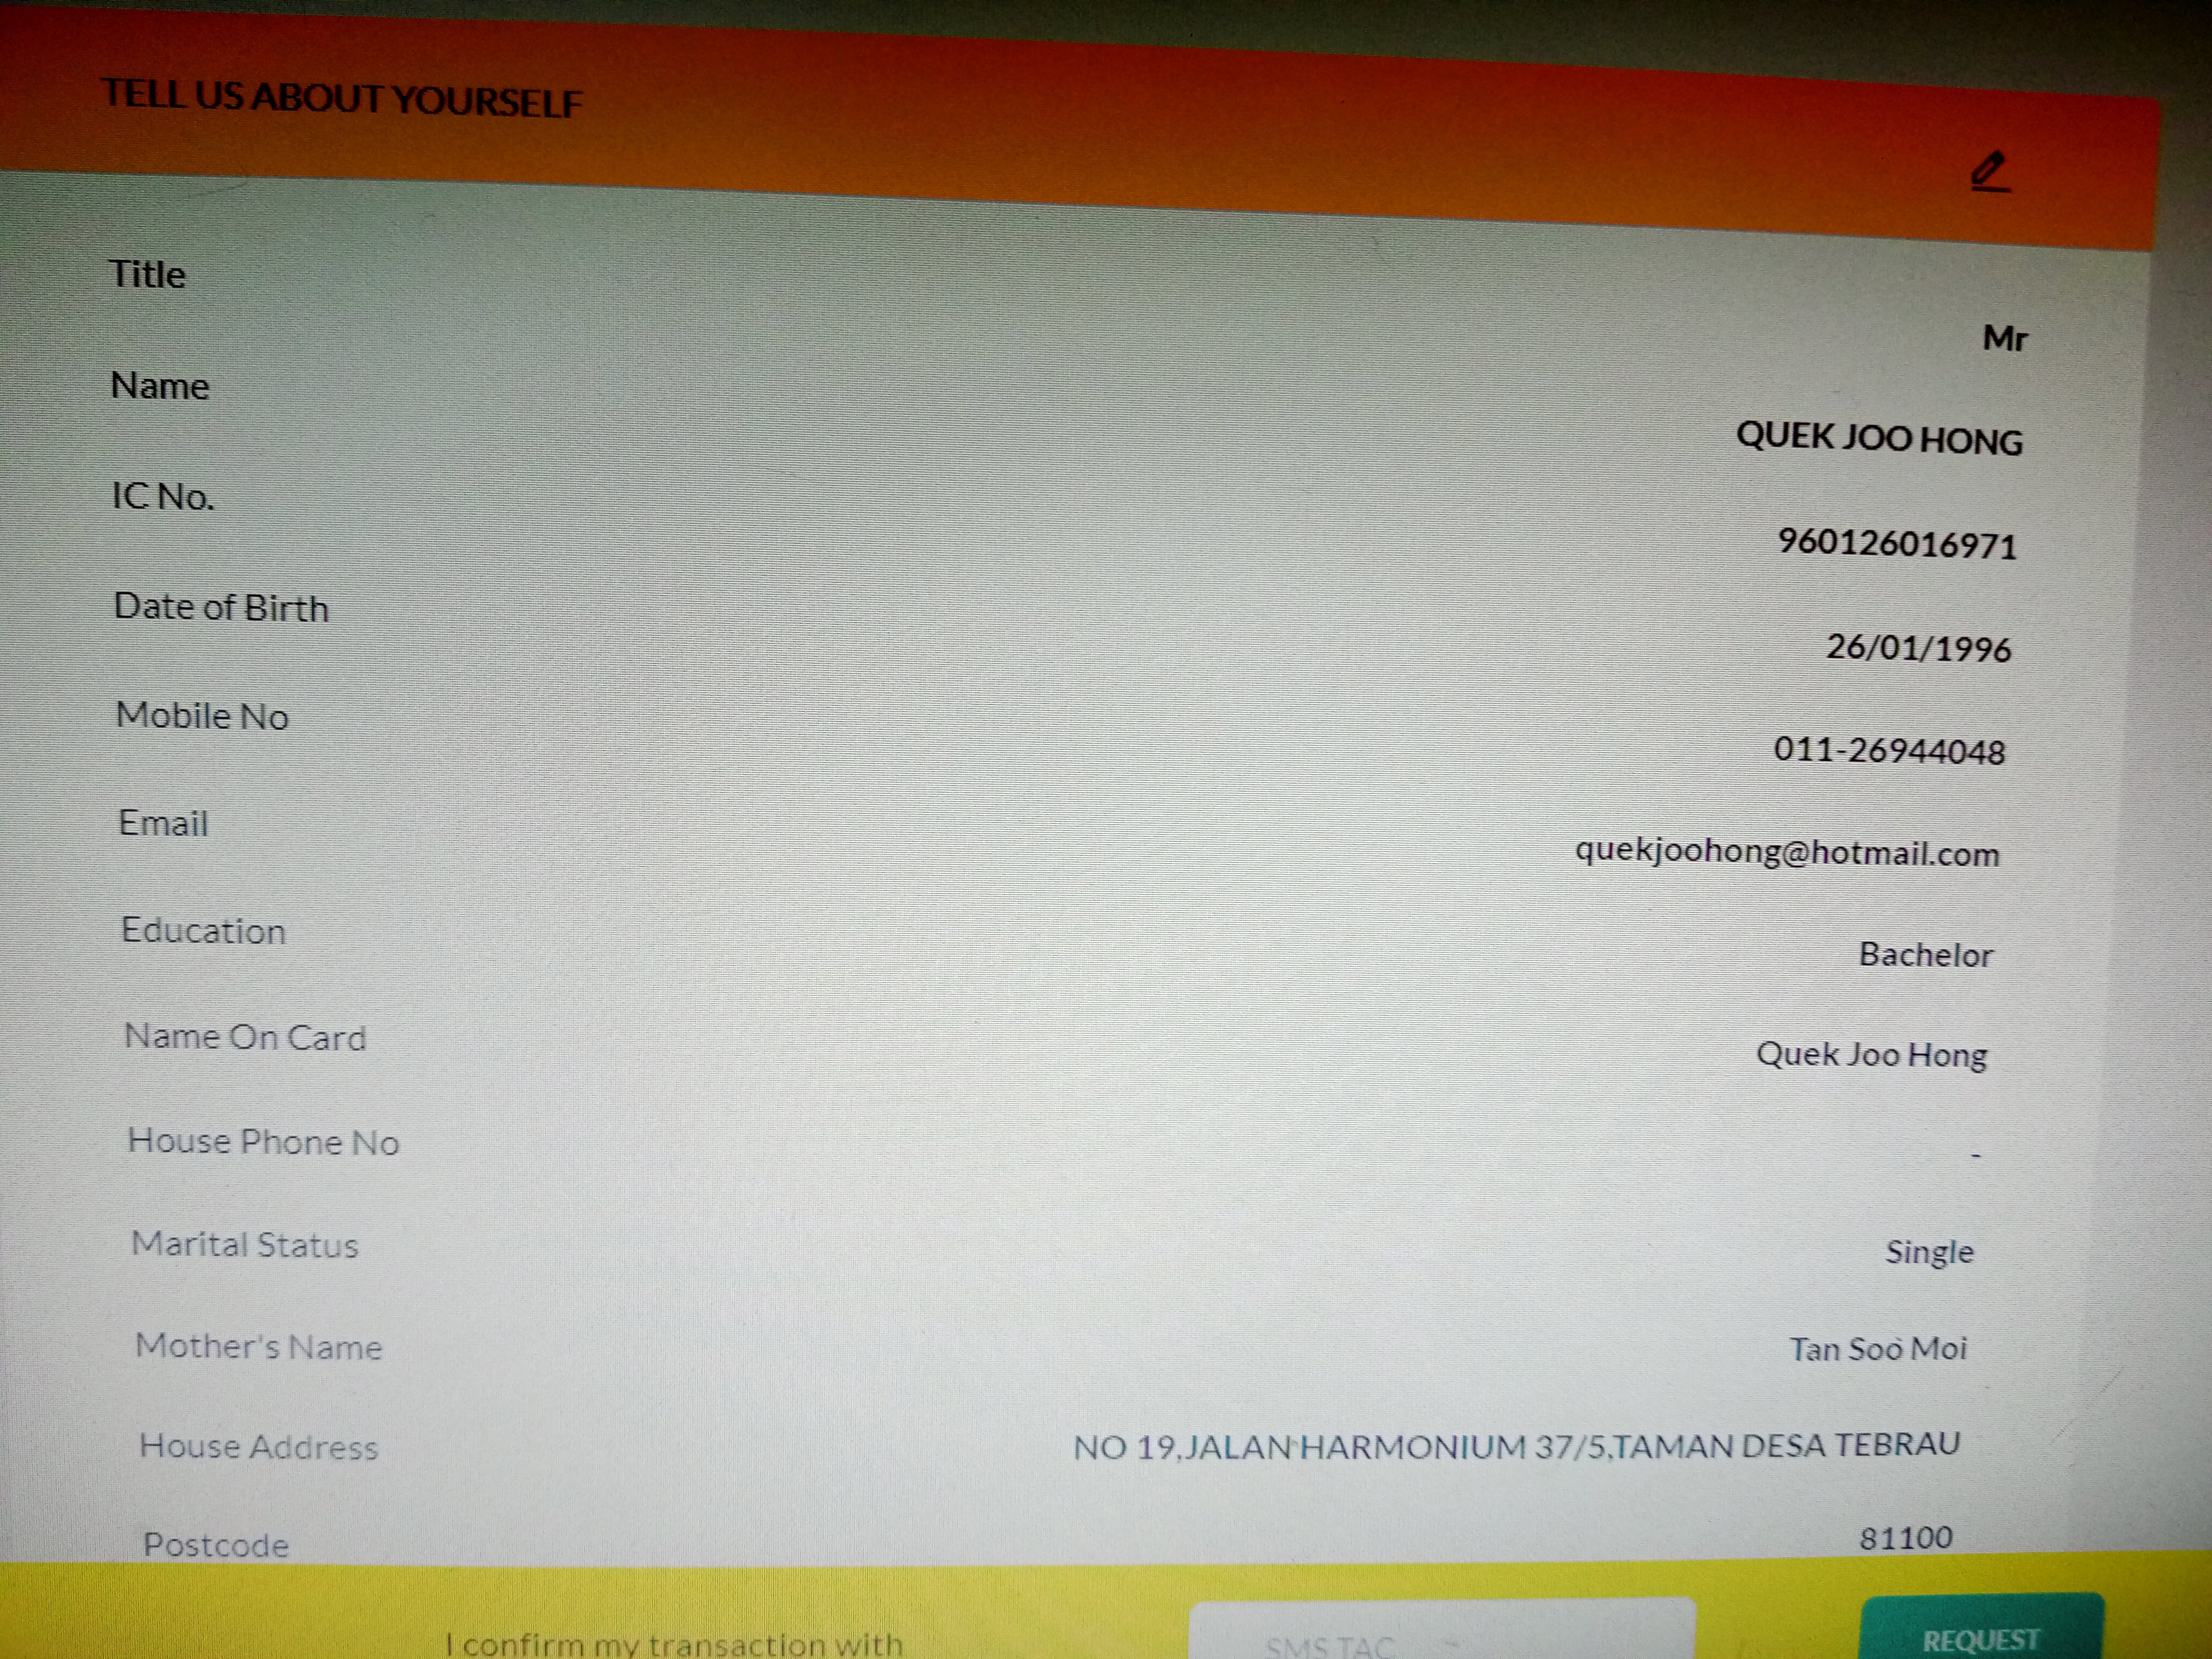 TELL US ABOUT YOURSELF
Title Mr
Name QUEK JOO HONG
IC No. 960126016971
Date of Birth 26/01/1996
Mobile No 011-26944048
Email quekjoohong@hotmail.com
Education Bachelor
Name On Card Quek Joo Hong
House Phone No -
Marital Status Single
Mother's Name Tan Soo Moi
House Address NO 19,JALAN HARMONIUM 37/5,TAMAN DESA TEBRAU
Postcode 81100
I confirm my transaction with SMS TAC REQUEST